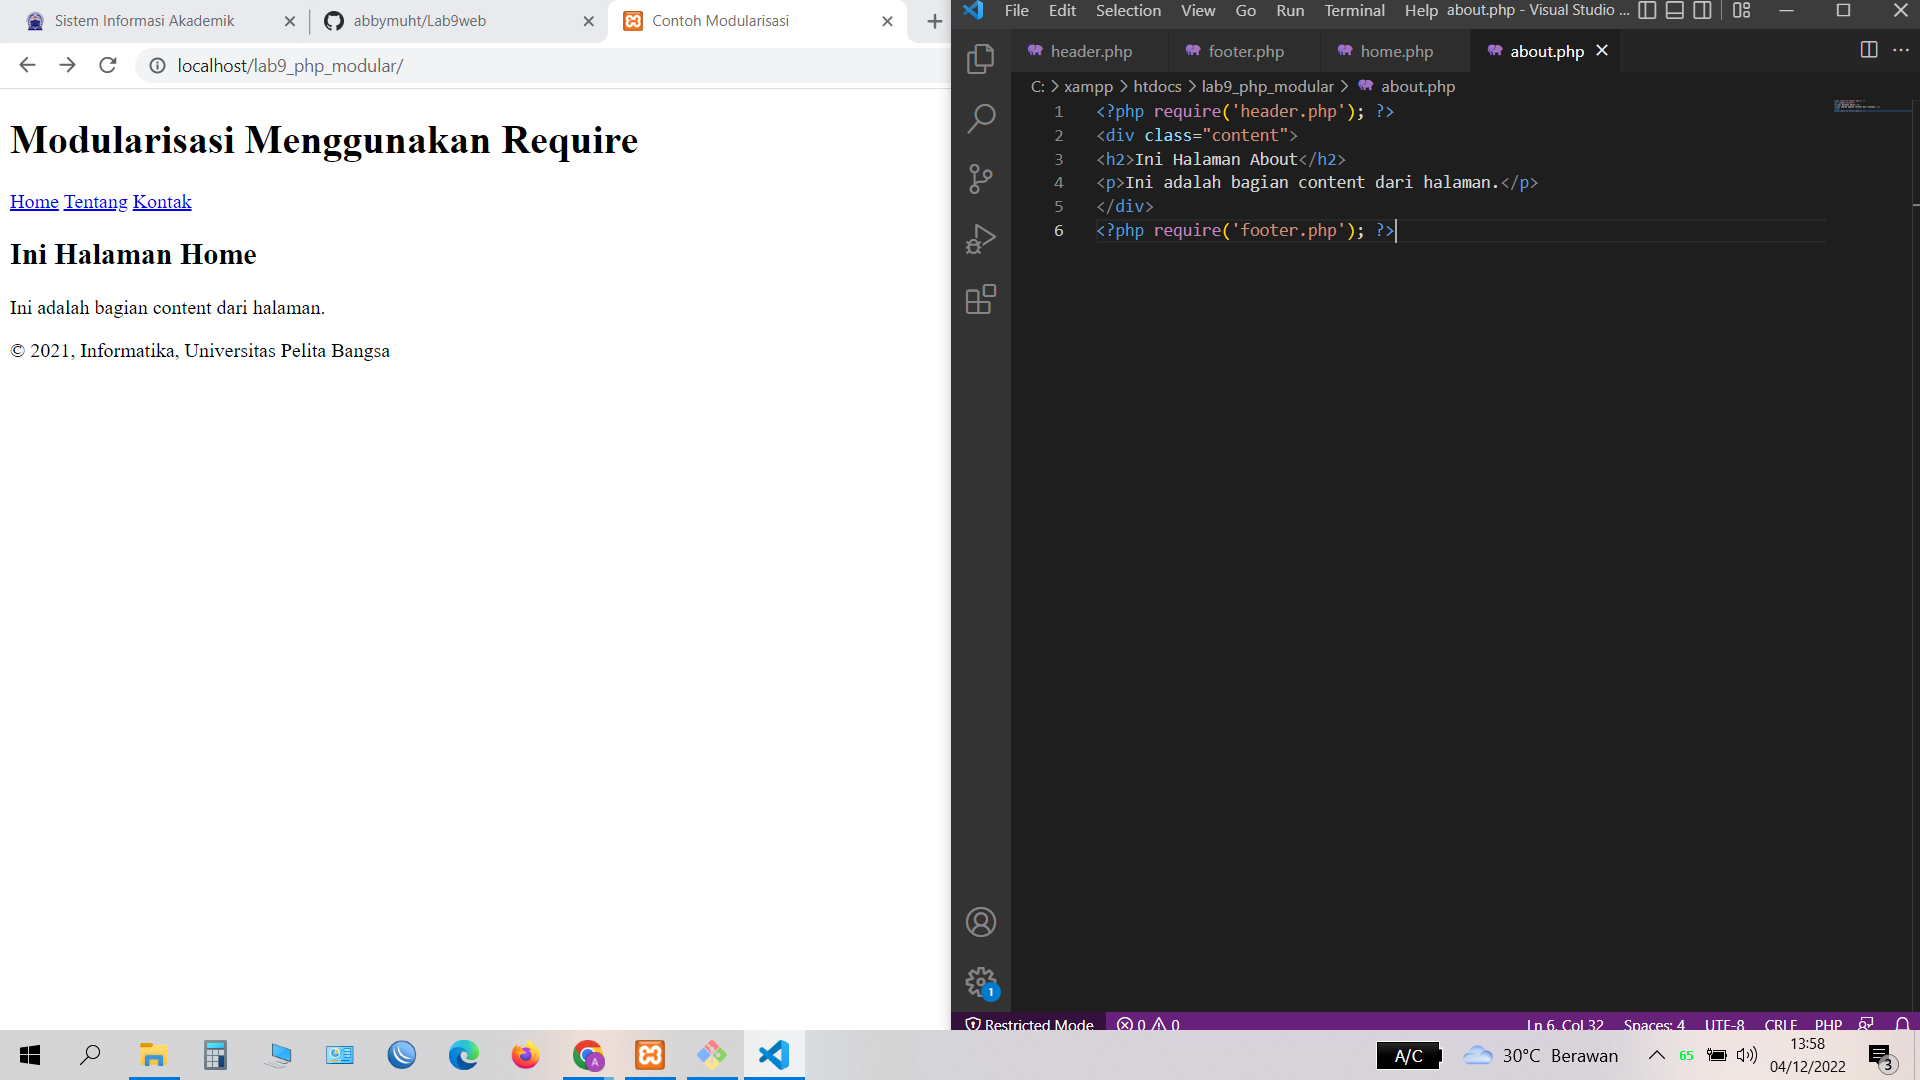 Sistem Informasi Akademik
abbymuht/Lab9web
Contoh Modularisasi
localhost/lab9_php_modular/
Modularisasi Menggunakan Require
Home Tentang Kontak
Ini Halaman Home
Ini adalah bagian content dari halaman.
© 2021, Informatika, Universitas Pelita Bangsa
File Edit Selection View Go Run Terminal Help about.php - Visual Studio ...
header.php footer.php home.php about.php
C: > xampp > htdocs > lab9_php_modular > about.php
1 <?php require('header.php'); ?>
2 <div class="content">
3 <h2>Ini Halaman About</h2>
4 <p>Ini adalah bagian content dari halaman.</p>
5 </div>
6 <?php require('footer.php'); ?>
1
Restricted Mode 0 0 Ln 6, Col 32 Spaces: 4 UTF-8 CRLF PHP
A
A/C 30°C Berawan 65 13:58
04/12/2022 3